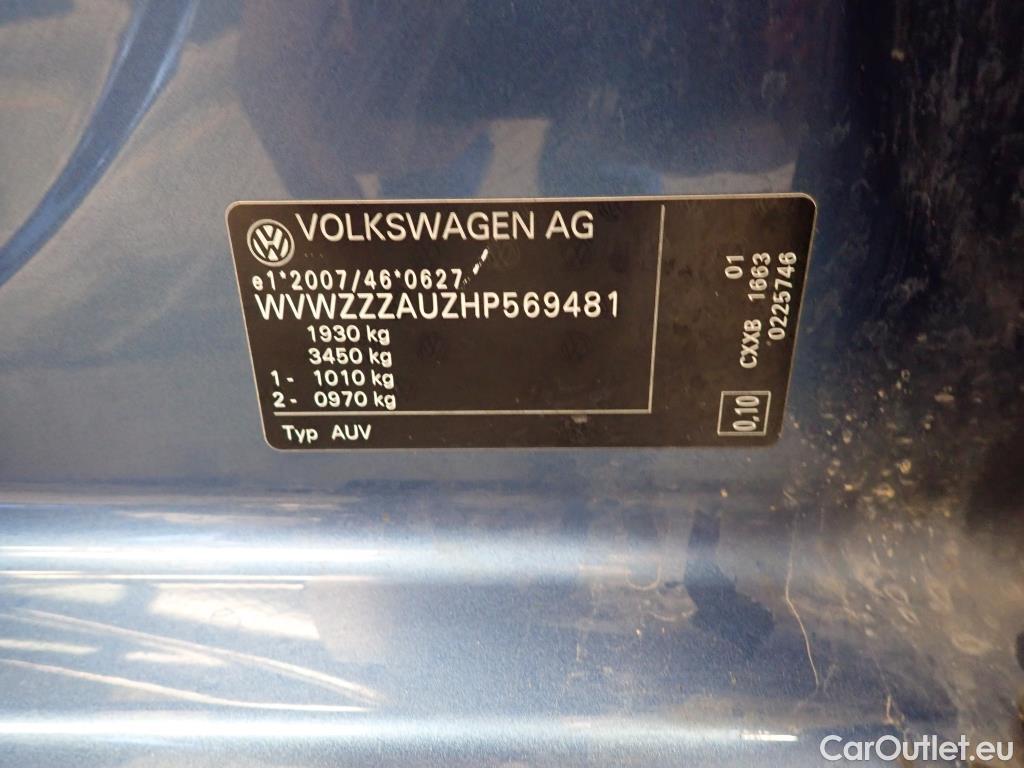 VOLKSWAGEN AG
e1*2007/46*0627
WVWZZZAUZHP569481
1930 kg
3450 kg
1- 1010 kg
2- 0970 kg
Typ AUV
01
CXXB 1663
0225746
0,10
CarOutlet.eu